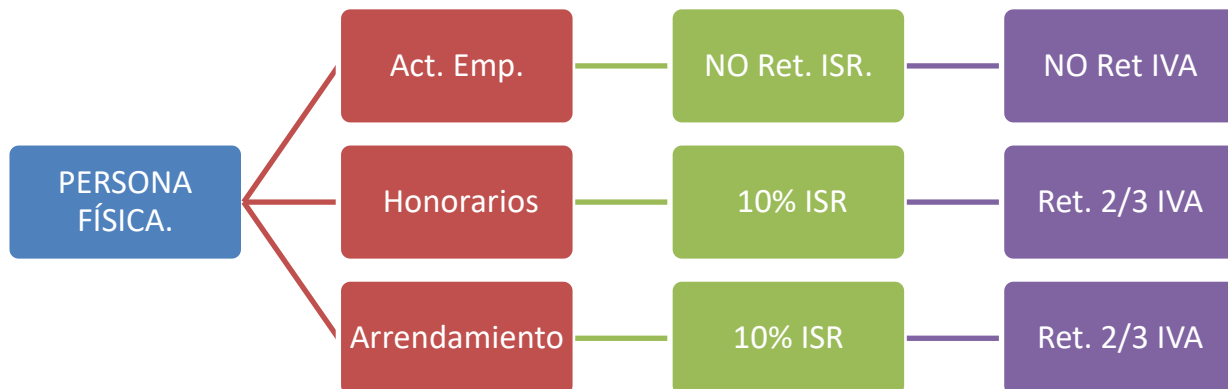 Act. Emp.
NO Ret. ISR.
NO Ret IVA
PERSONA
FÍSICA.
Honorarios
10% ISR
Ret. 2/3 IVA
Arrendamiento
10% ISR
Ret. 2/3 IVA